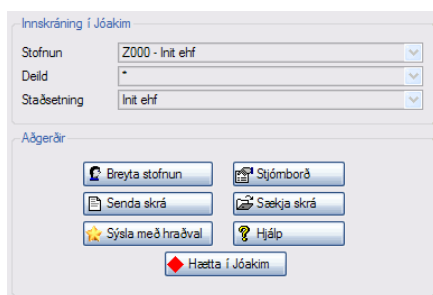 Innskráning í Jóakim
Stofnun Z000 - Init ehf
Deild *
Staðsetning Init ehf
Aðgerðir
Breyta stofnun Stjórnborð
Senda skrá Sækja skrá
Sýsla með hraðval Hjálp
Hætta í Jóakim